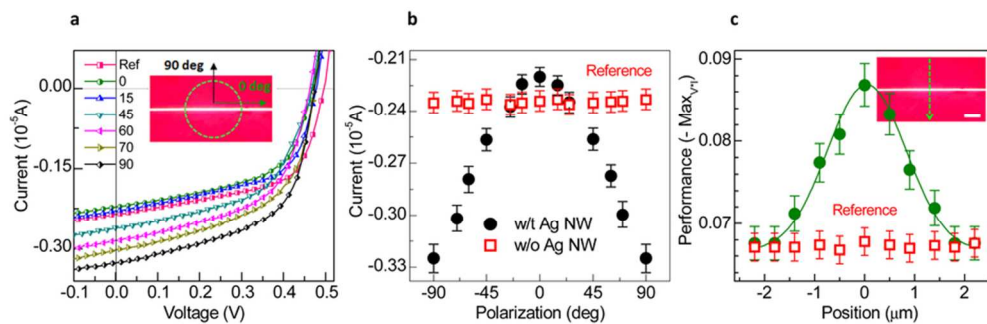 a
Current (10⁻⁵A)
0.00
-0.15
-0.30
Ref
0
15
45
60
70
90
90 deg
0 deg
-0.1 0.0 0.1 0.2 0.3 0.4 0.5
Voltage (V)
b
Current (10⁻⁵A)
-0.21
-0.24
-0.27
-0.30
-0.33
Reference
w/t Ag NW
w/o Ag NW
-90 -45 0 45 90
Polarization (deg)
c
Performance (- Max_V*I)
0.09
0.08
0.07
Reference
-2 -1 0 1 2
Position (μm)